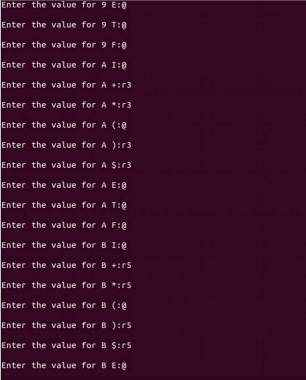 Enter the value for 9 E:@
Enter the value for 9 T:@
Enter the value for 9 F:@
Enter the value for A I:@
Enter the value for A +:r3
Enter the value for A *:r3
Enter the value for A (:@
Enter the value for A ):r3
Enter the value for A $:r3
Enter the value for A E:@
Enter the value for A T:@
Enter the value for A F:@
Enter the value for B I:@
Enter the value for B +:r5
Enter the value for B *:r5
Enter the value for B (:@
Enter the value for B ):r5
Enter the value for B $:r5
Enter the value for B E:@